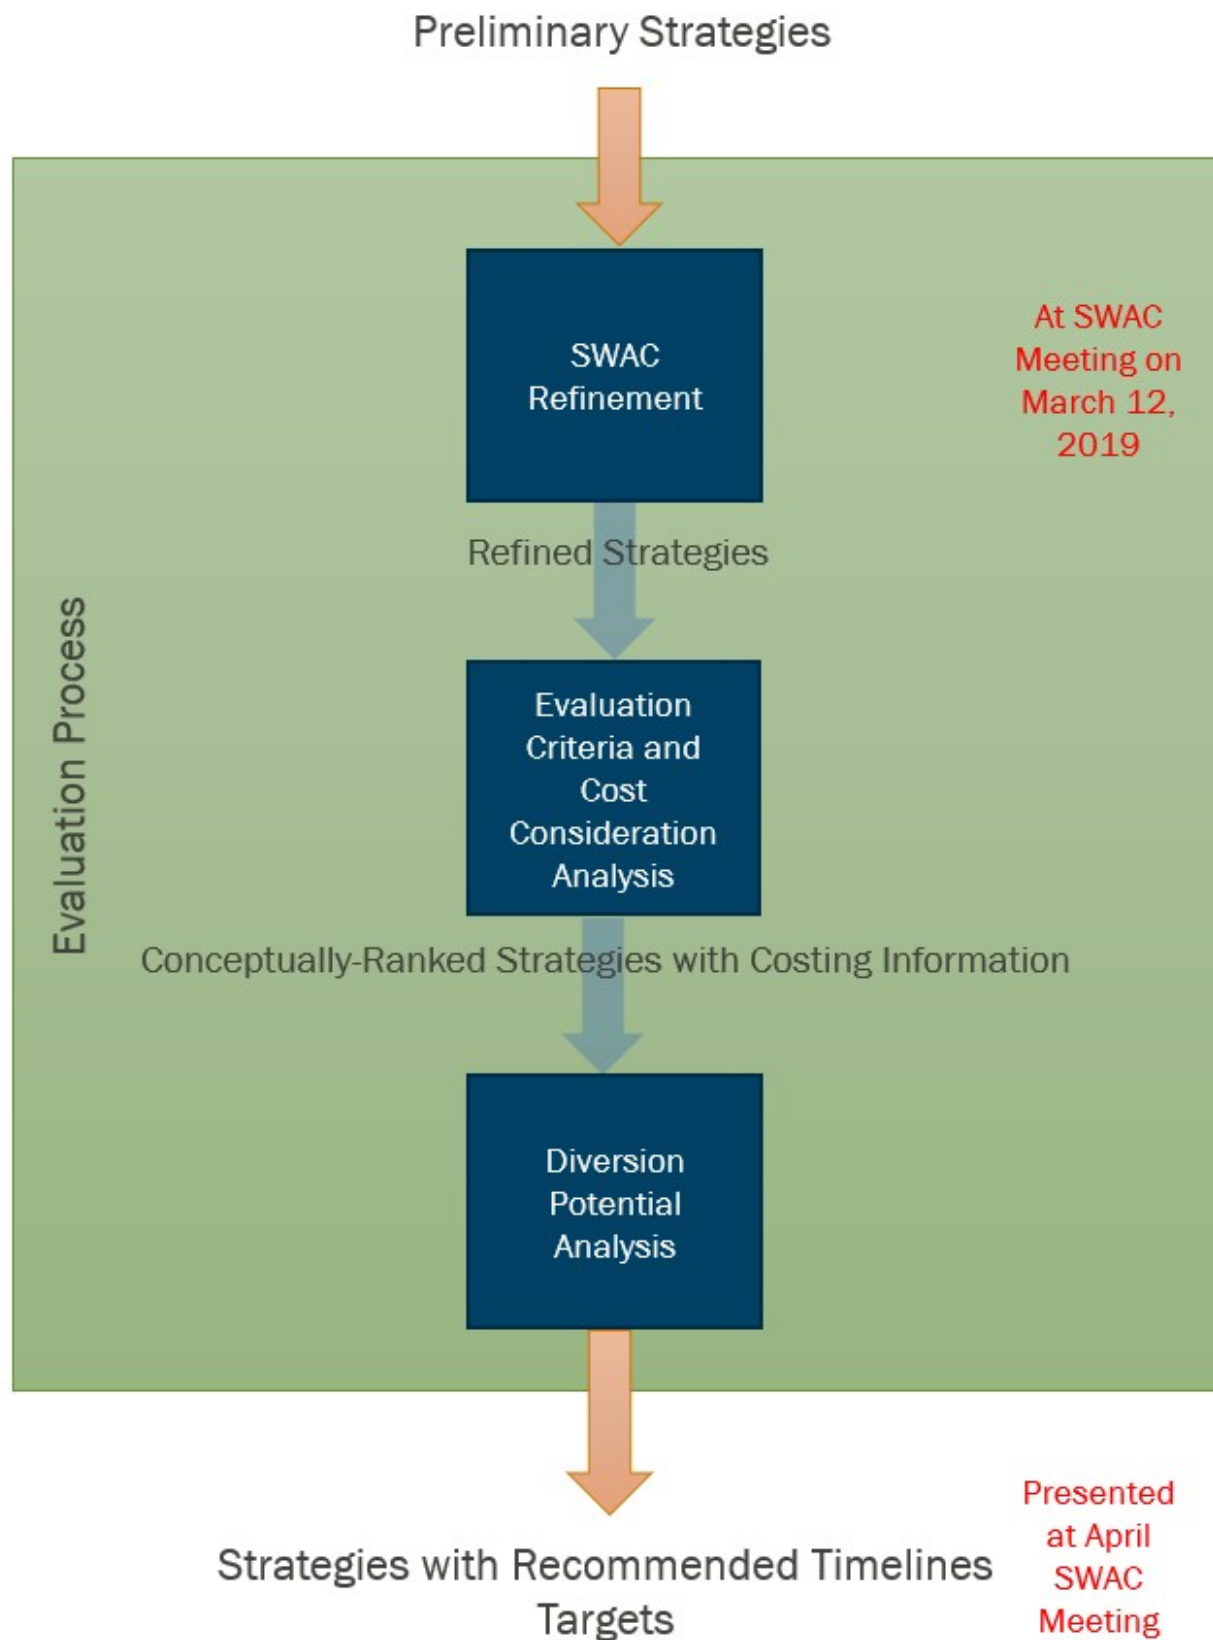 Preliminary Strategies
SWAC
Refinement
At SWAC
Meeting on
March 12,
2019
Refined Strategies
Evaluation Process
Evaluation
Criteria and
Cost
Consideration
Analysis
Conceptually-Ranked Strategies with Costing Information
Diversion
Potential
Analysis
Strategies with Recommended Timelines
Targets
Presented
at April
SWAC
Meeting